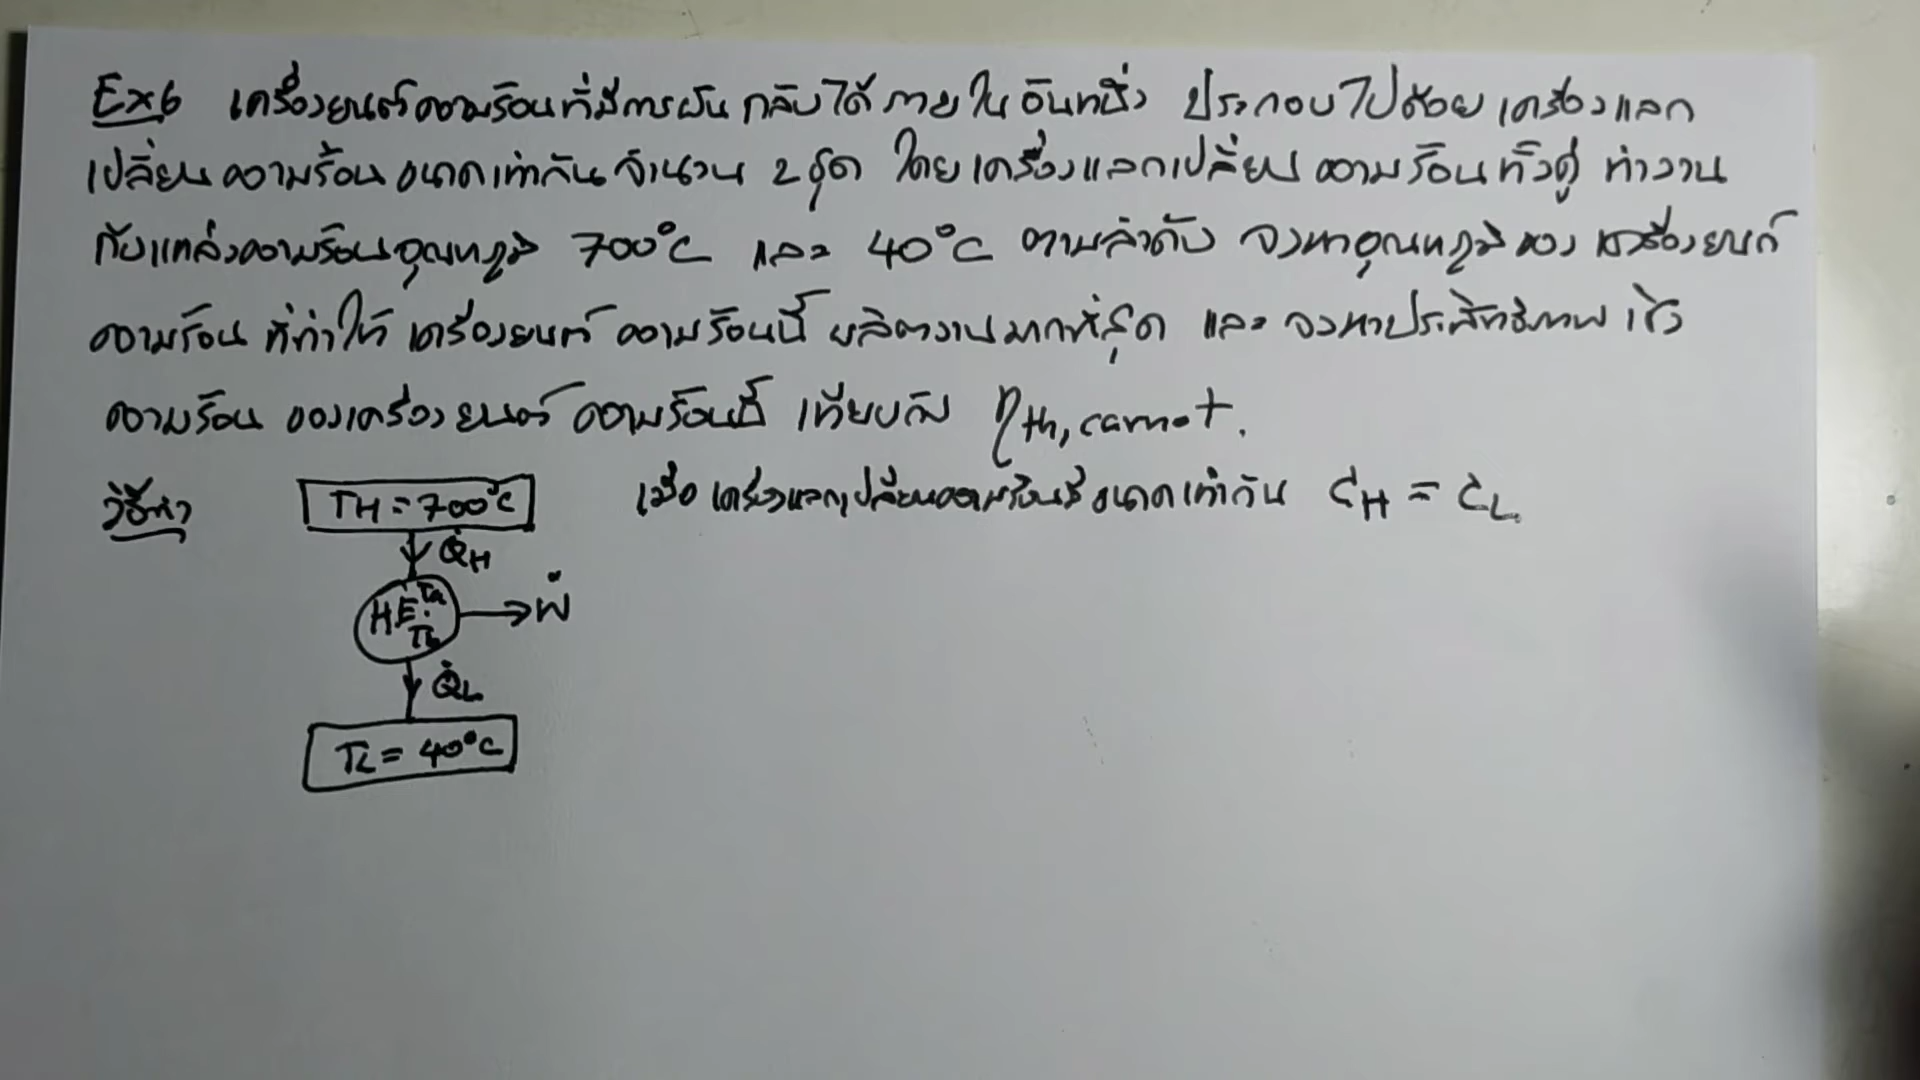 Ex6 เครื่องยนต์ความร้อนที่มีการผันกลับได้ภายในอันหนึ่ง ประกอบไปด้วย เครื่องแลก
เปลี่ยนความร้อน ขนาดเท่ากัน จำนวน 2 ชุด โดยเครื่องแลกเปลี่ยน ความร้อนทั้งคู่ ทำงาน
กับแหล่งความร้อนอุณหภูมิ 700°C และ 40°C ตามลำดับ จงหาอุณหภูมิของ เครื่องยนต์
ความร้อน ที่ทำให้ เครื่องยนต์ ความร้อนนี้ ผลิตงานมากที่สุด และ จงหาประสิทธิภาพเชิง
ความร้อน ของเครื่องยนต์ ความร้อนนี้ เทียบกับ ηth, carnot.
วิธีทำ
TH = 700°C
เมื่อ เครื่องแลกเปลี่ยนความร้อนมีขนาดเท่ากัน ĊH = ĊL
Q̇H
HE.
Ẇ
Q̇L
TL = 40°C